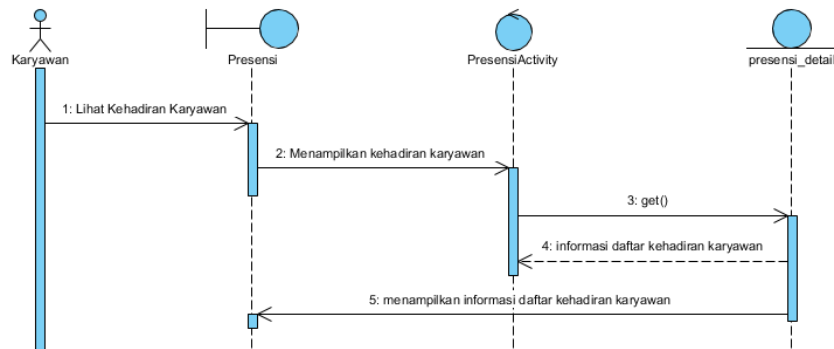 Karyawan
Presensi
PresensiActivity
presensi_detail
1: Lihat Kehadiran Karyawan
2: Menampilkan kehadiran karyawan
3: get()
4: informasi daftar kehadiran karyawan
5: menampilkan informasi daftar kehadiran karyawan